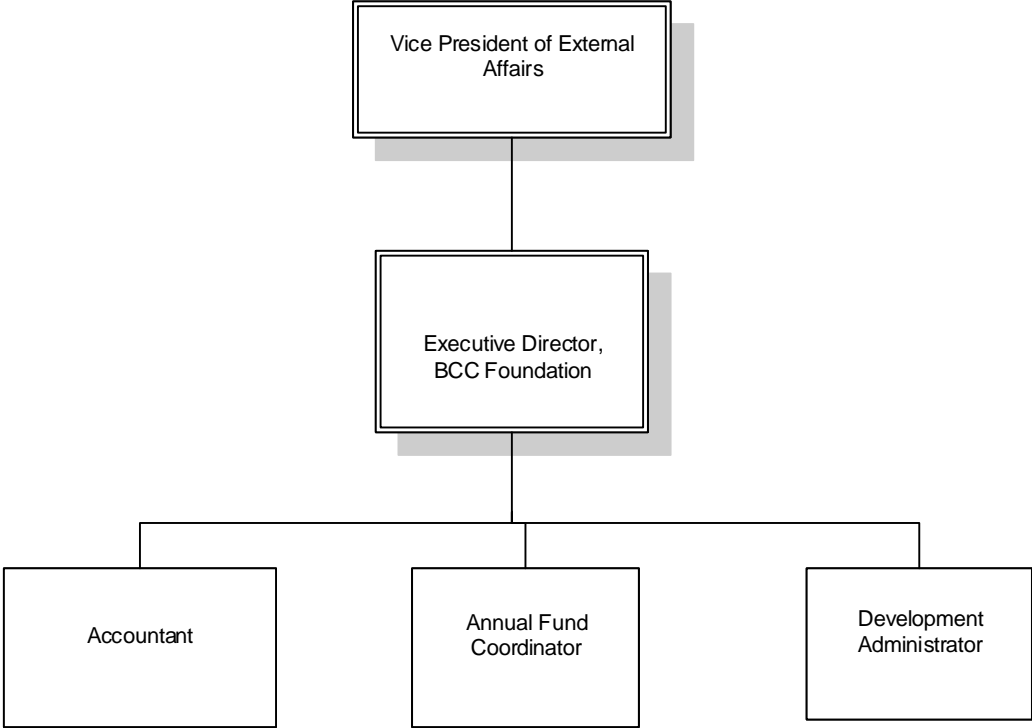 Vice President of External
Affairs
Executive Director,
BCC Foundation
Accountant
Annual Fund
Coordinator
Development
Administrator